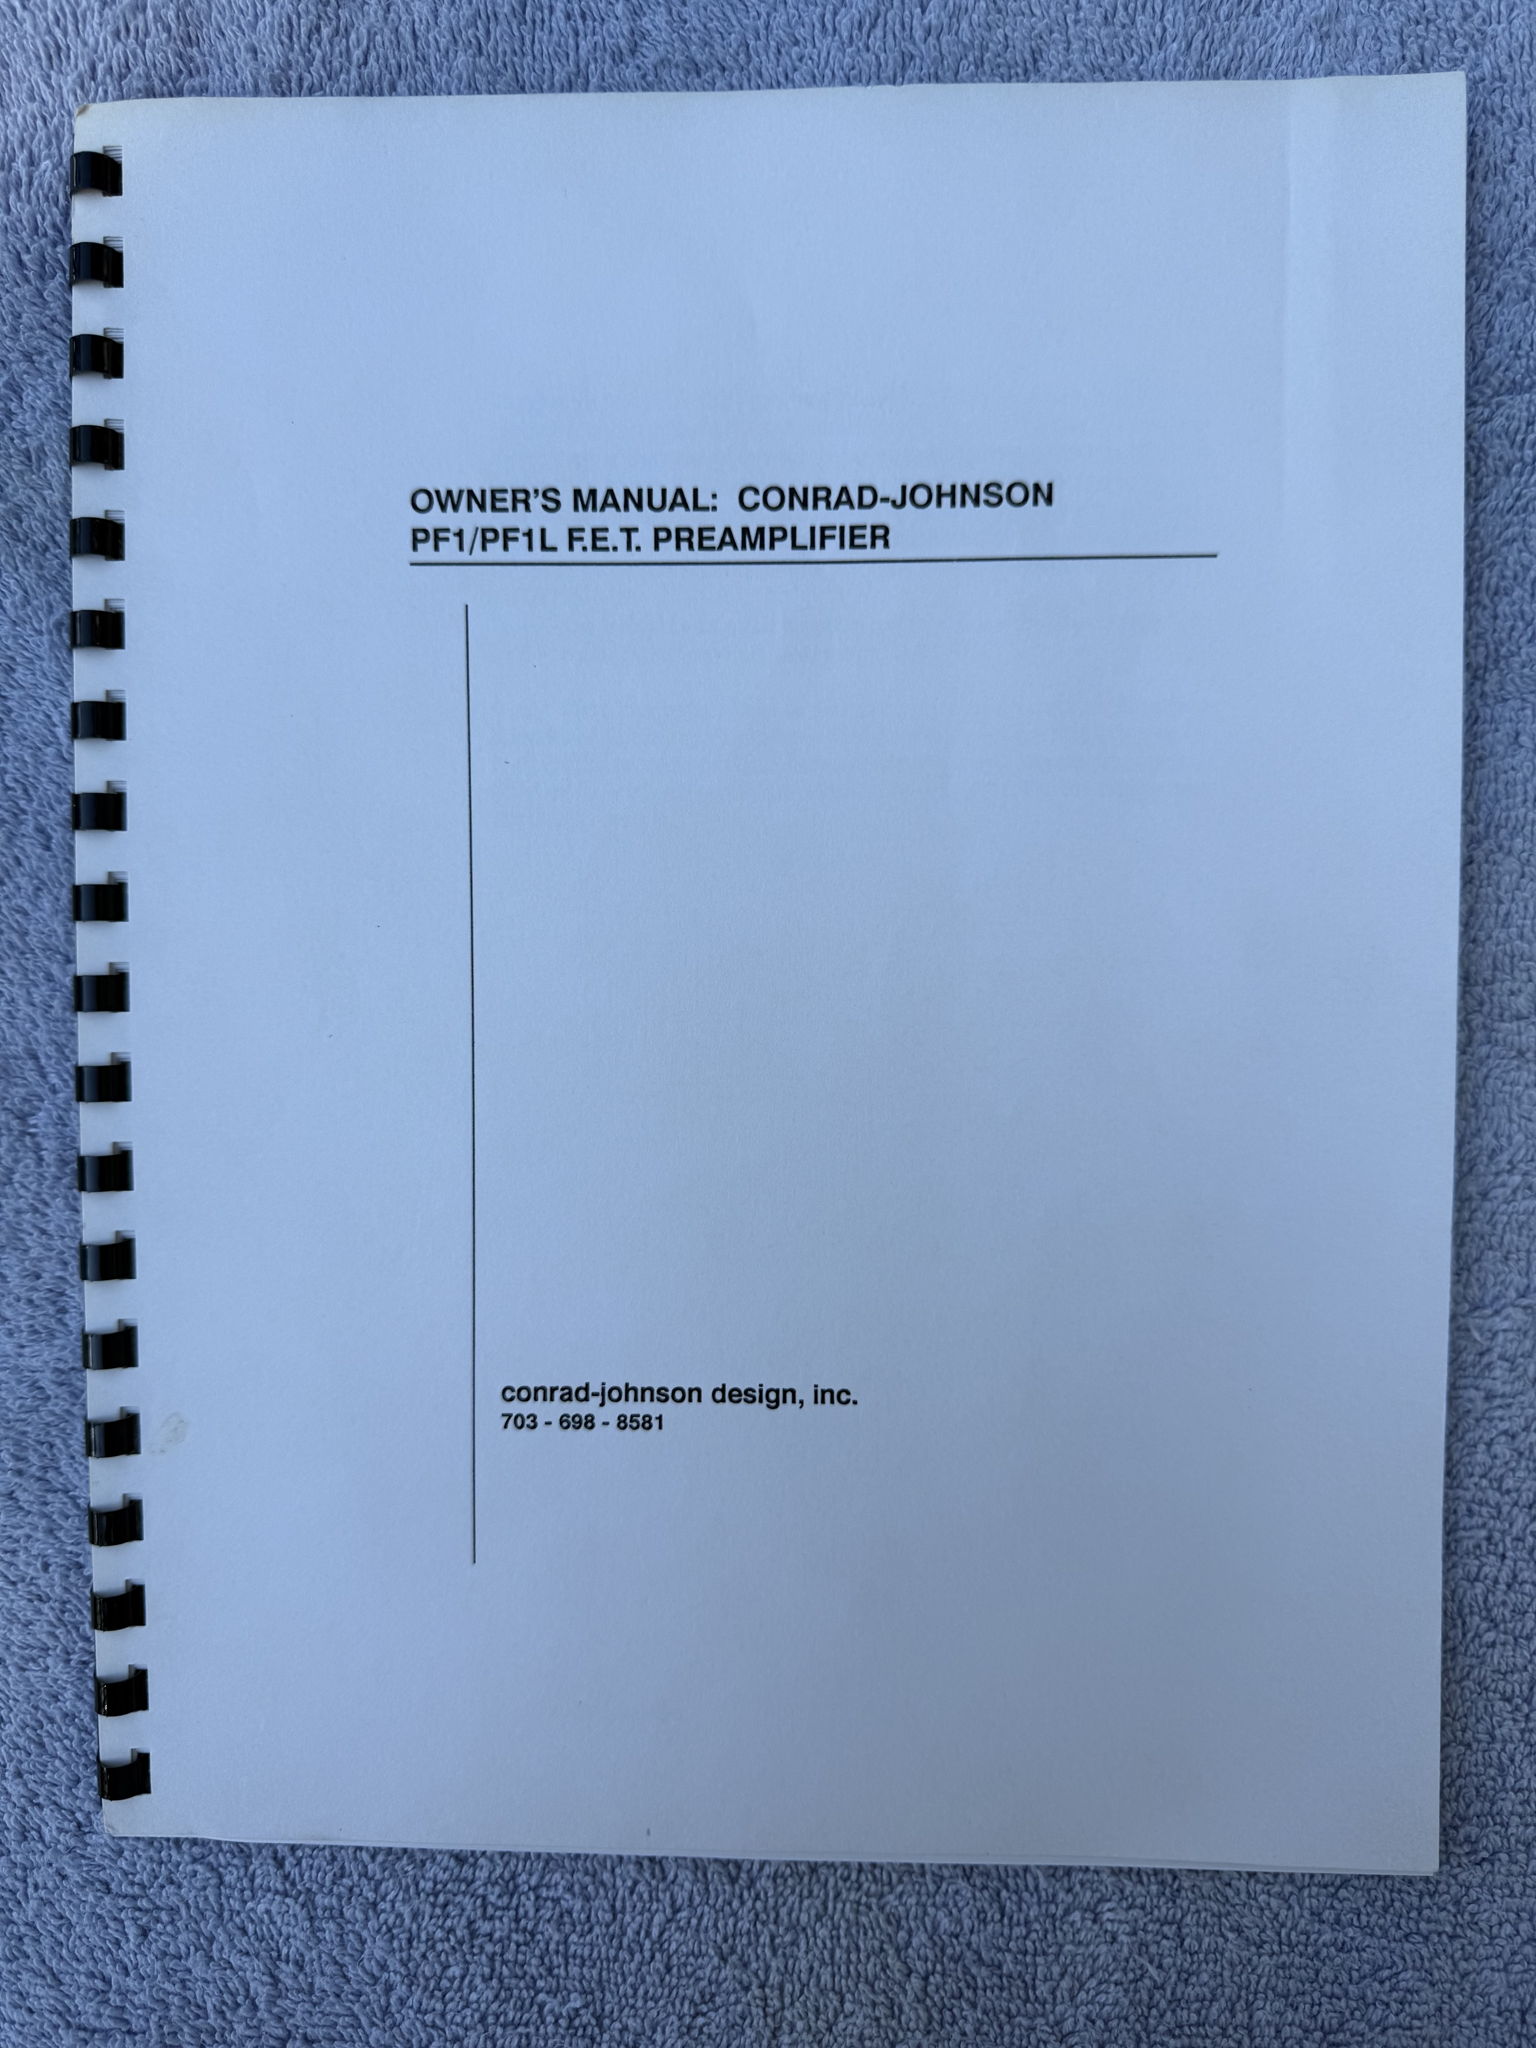 OWNER'S MANUAL: CONRAD-JOHNSON
PF1/PF1L F.E.T. PREAMPLIFIER
conrad-johnson design, inc.
703 - 698 - 8581